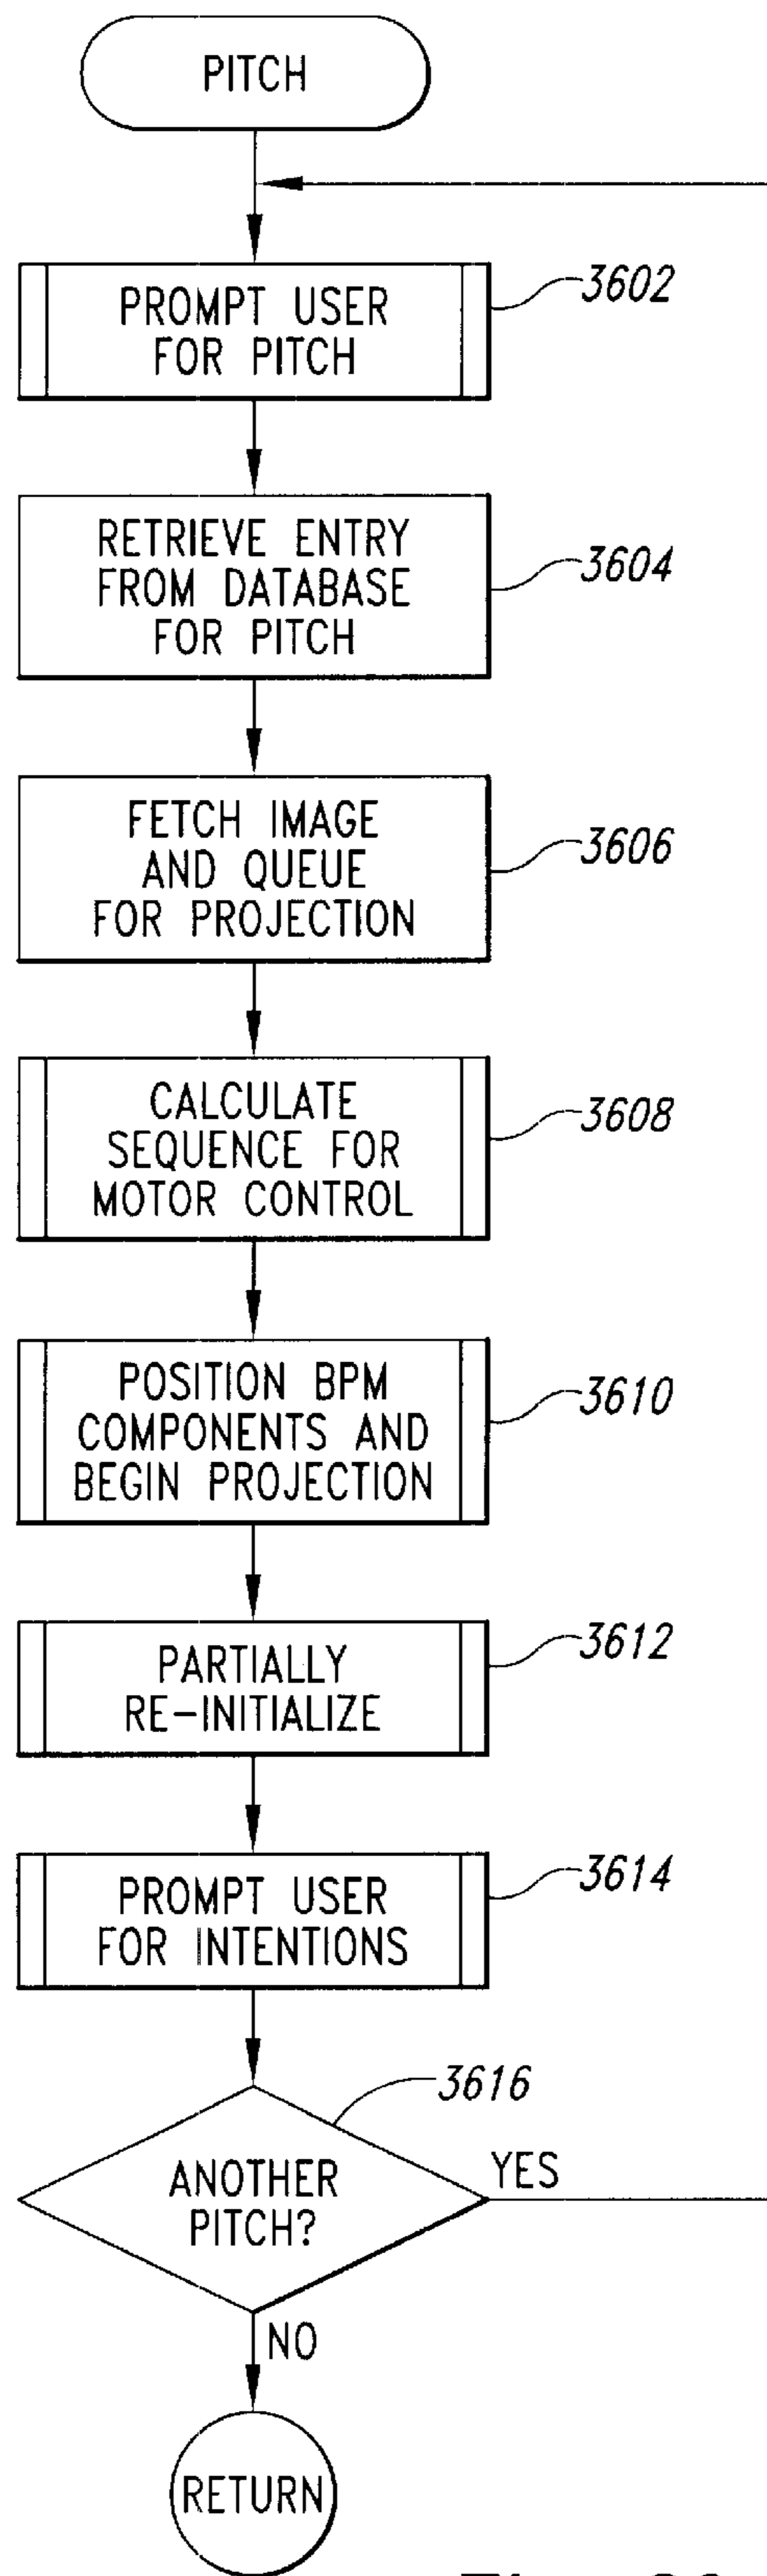 PITCH
PROMPT USER
FOR PITCH
3602
RETRIEVE ENTRY
FROM DATABASE
FOR PITCH
3604
FETCH IMAGE
AND QUEUE
FOR PROJECTION
3606
CALCULATE
SEQUENCE FOR
MOTOR CONTROL
3608
POSITION BPM
COMPONENTS AND
BEGIN PROJECTION
3610
PARTIALLY
RE-INITIALIZE
3612
PROMPT USER
FOR INTENTIONS
3614
3616
ANOTHER
PITCH?
YES
NO
RETURN